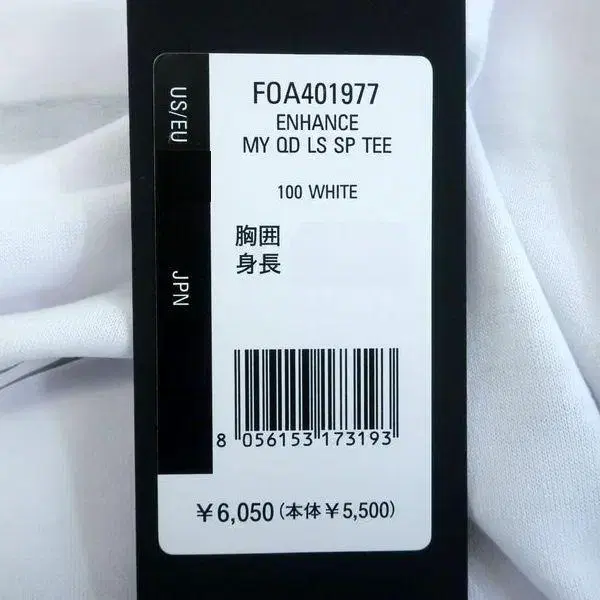 US/EU
JPN
FOA401977
ENHANCE
MY QD LS SP TEE
100 WHITE
胸囲
身長
8 056153 173193
￥6,050(本体￥5,500)